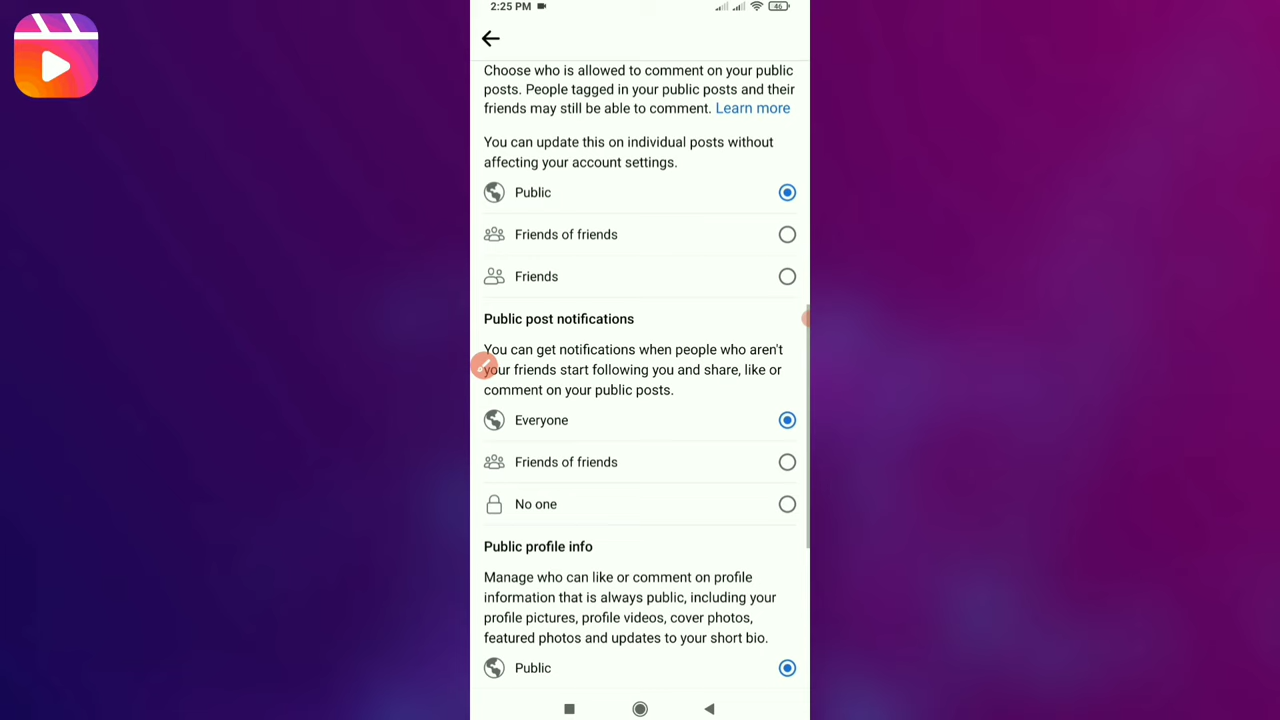 2:25 PM
46
Choose who is allowed to comment on your public
posts. People tagged in your public posts and their
friends may still be able to comment. Learn more
You can update this on individual posts without
affecting your account settings.
Public
Friends of friends
Friends
Public post notifications
You can get notifications when people who aren't
your friends start following you and share, like or
comment on your public posts.
Everyone
Friends of friends
No one
Public profile info
Manage who can like or comment on profile
information that is always public, including your
profile pictures, profile videos, cover photos,
featured photos and updates to your short bio.
Public